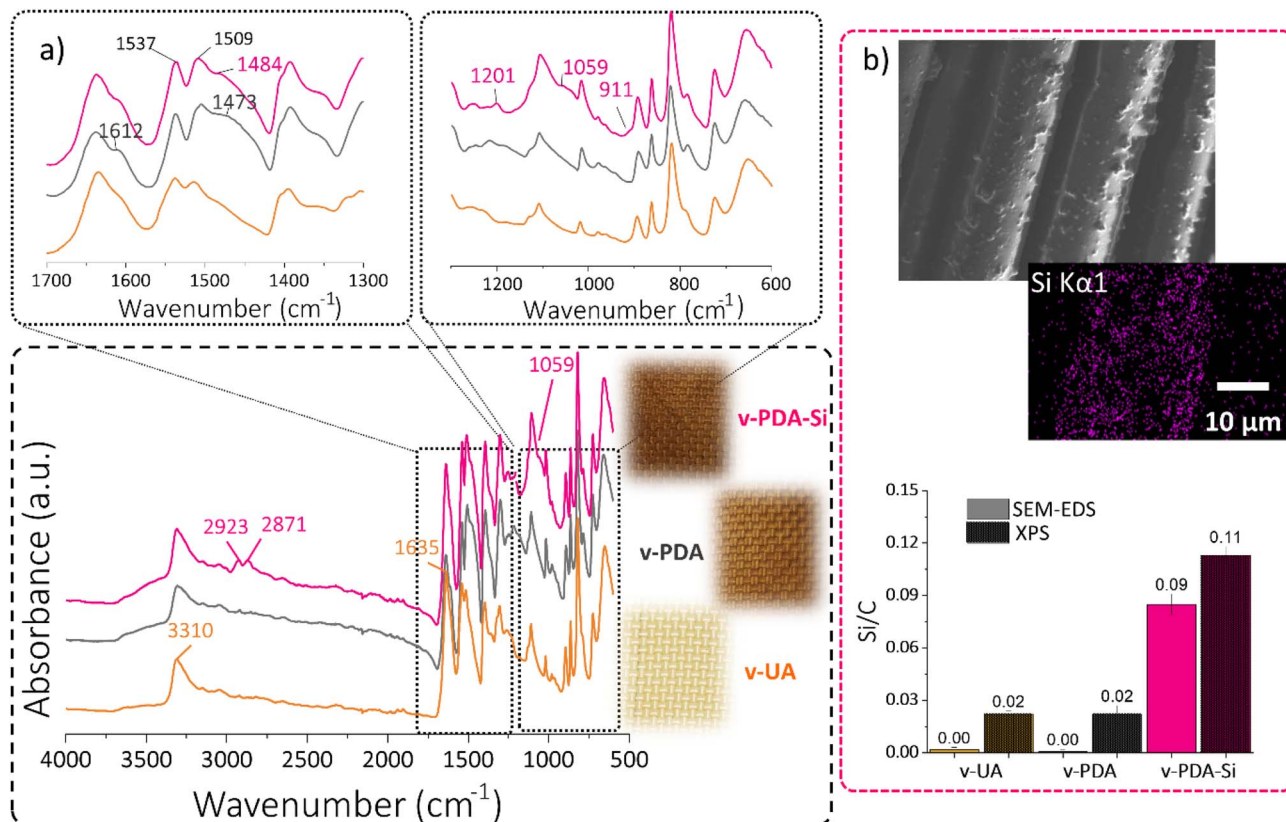 a)
1537
1509
1484
1473
1612
1700
1600
1500
1400
1300
Wavenumber (cm⁻¹)
1201
1059
911
1200
1000
800
600
Wavenumber (cm⁻¹)
1059
v-PDA-Si
2923
2871
v-PDA
1635
3310
v-UA
Absorbance (a.u.)
4000
3500
3000
2500
2000
1500
1000
500
Wavenumber (cm⁻¹)
b)
Si Kα1
10 μm
0.15
0.12
0.09
0.06
0.03
0.00
Si/C
SEM-EDS
XPS
0.00
0.02
0.00
0.02
0.09
0.11
v-UA
v-PDA
v-PDA-Si